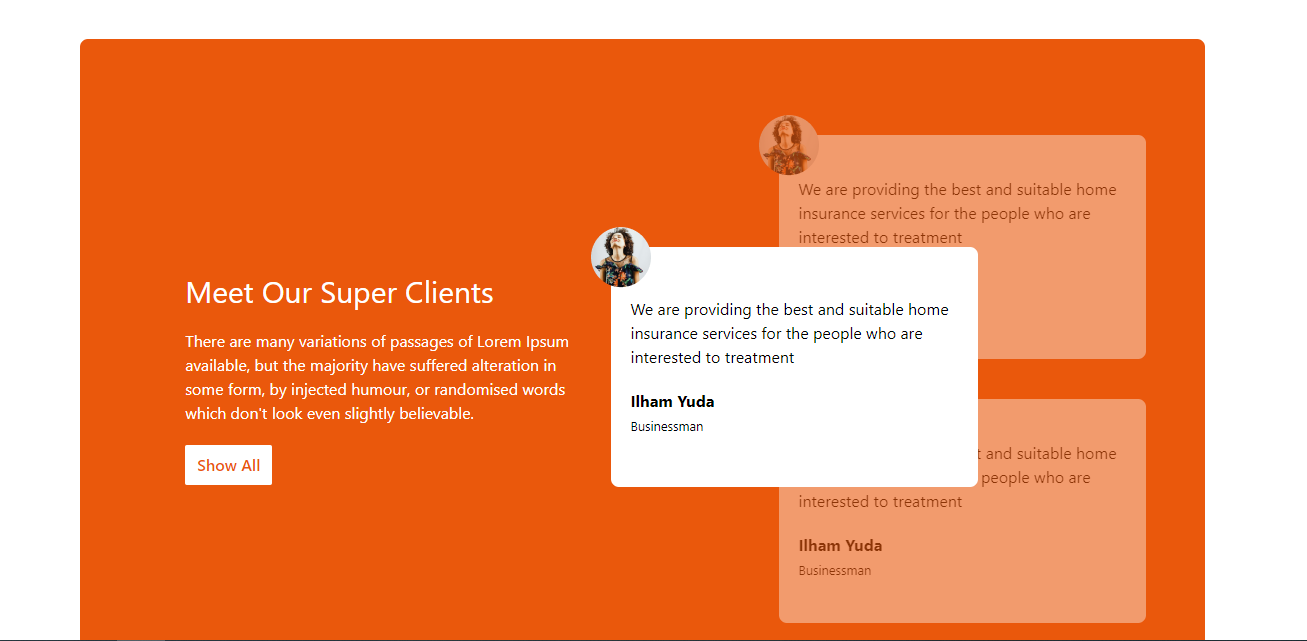 Meet Our Super Clients
There are many variations of passages of Lorem Ipsum
available, but the majority have suffered alteration in
some form, by injected humour, or randomised words
which don't look even slightly believable.
Show All
We are providing the best and suitable home
insurance services for the people who are
interested to treatment
We are providing the best and suitable home
insurance services for the people who are
interested to treatment
Ilham Yuda
Businessman
and suitable home
people who are
interested to treatment
Ilham Yuda
Businessman